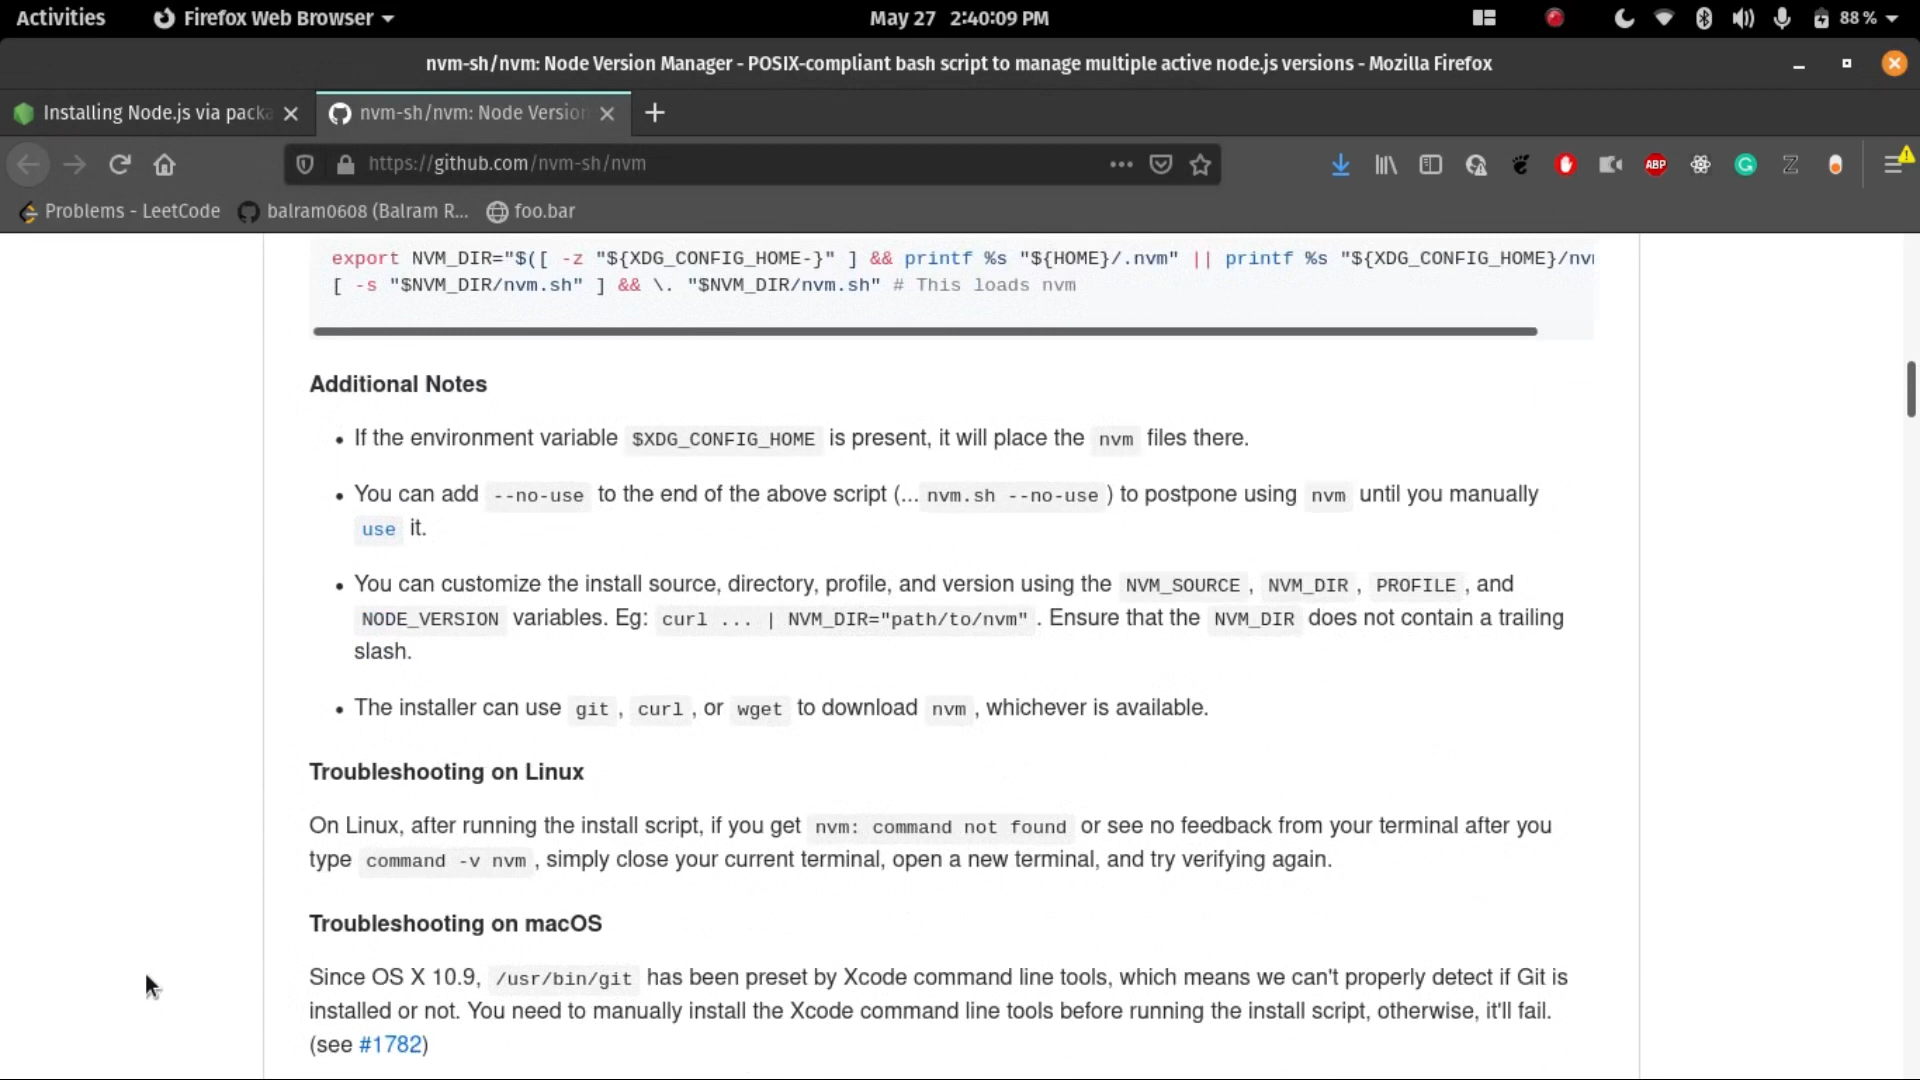 Activities
Firefox Web Browser
May 27 2:40:09 PM
88 %
nvm-sh/nvm: Node Version Manager - POSIX-compliant bash script to manage multiple active node.js versions - Mozilla Firefox
Installing Node.js via packa
nvm-sh/nvm: Node Version
https://github.com/nvm-sh/nvm
ABP
Problems - LeetCode
balram0608 (Balram R...
foo.bar
export NVM_DIR="$([ -z "${XDG_CONFIG_HOME-}" ] && printf %s "${HOME}/.nvm" || printf %s "${XDG_CONFIG_HOME}/nvm
[ -s "$NVM_DIR/nvm.sh" ] && \. "$NVM_DIR/nvm.sh" # This loads nvm
Additional Notes
• If the environment variable $XDG_CONFIG_HOME is present, it will place the nvm files there.
• You can add --no-use to the end of the above script (... nvm.sh --no-use ) to postpone using nvm until you manually
use it.
• You can customize the install source, directory, profile, and version using the NVM_SOURCE , NVM_DIR , PROFILE , and
NODE_VERSION variables. Eg: curl ... | NVM_DIR="path/to/nvm" . Ensure that the NVM_DIR does not contain a trailing
slash.
• The installer can use git , curl , or wget to download nvm , whichever is available.
Troubleshooting on Linux
On Linux, after running the install script, if you get nvm: command not found or see no feedback from your terminal after you
type command -v nvm , simply close your current terminal, open a new terminal, and try verifying again.
Troubleshooting on macOS
Since OS X 10.9, /usr/bin/git has been preset by Xcode command line tools, which means we can't properly detect if Git is
installed or not. You need to manually install the Xcode command line tools before running the install script, otherwise, it'll fail.
(see #1782)